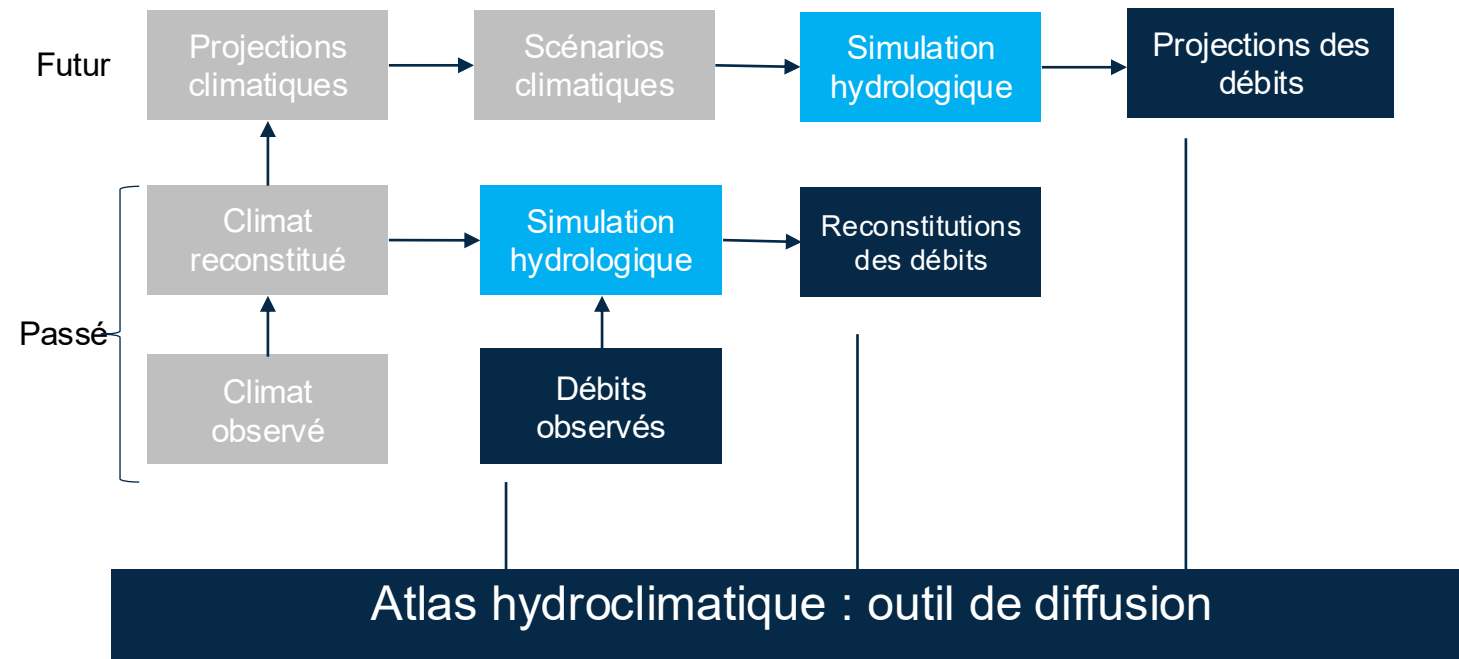 Futur
Projections
climatiques
Scénarios
climatiques
Simulation
hydrologique
Projections des
débits
Passé
Climat
reconstitué
Simulation
hydrologique
Reconstitutions
des débits
Climat
observé
Débits
observés
Atlas hydroclimatique : outil de diffusion